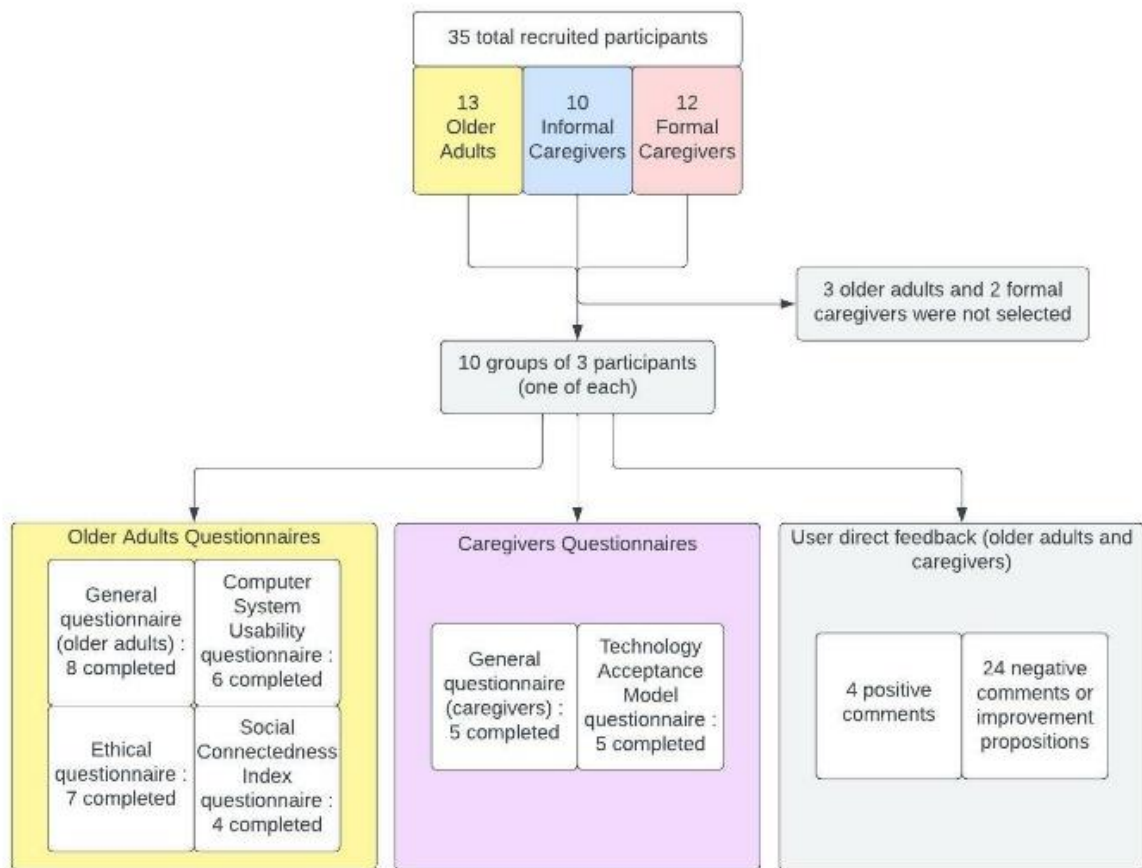 35 total recruited participants
13
Older
Adults
10
Informal
Caregivers
12
Formal
Caregivers
3 older adults and 2 formal
caregivers were not selected
10 groups of 3 participants
(one of each)
Older Adults Questionnaires
General
questionnaire
(older adults) :
8 completed
Computer
System
Usability
questionnaire :
6 completed
Ethical
questionnaire :
7 completed
Social
Connectedness
Index
questionnaire :
4 completed
Caregivers Questionnaires
General
questionnaire
(caregivers) :
5 completed
Technology
Acceptance
Model
questionnaire :
5 completed
User direct feedback (older adults and
caregivers)
4 positive
comments
24 negative
comments or
improvement
propositions